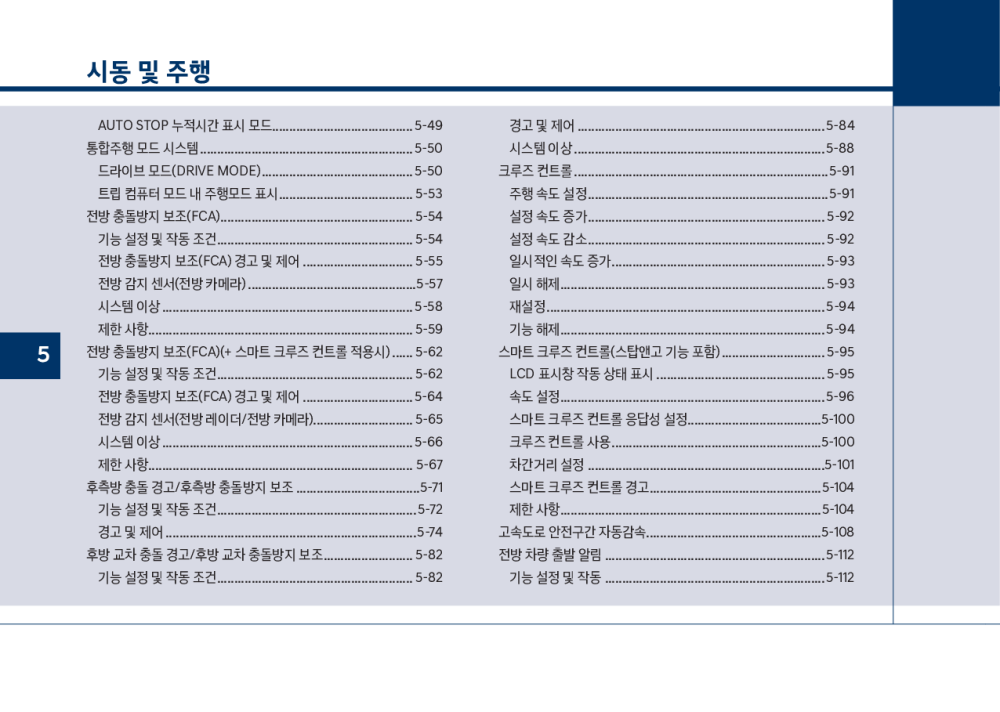 시동 및 주행
AUTO STOP 누적시간 표시 모드.......... 5-49
통합주행 모드 시스템.......... 5-50
드라이브 모드(DRIVE MODE).......... 5-50
트립 컴퓨터 모드 내 주행모드 표시.......... 5-53
전방 충돌방지 보조(FCA).......... 5-54
기능 설정 및 작동 조건.......... 5-54
전방 충돌방지 보조(FCA) 경고 및 제어.......... 5-55
전방 감지 센서(전방 카메라).......... 5-57
시스템 이상.......... 5-58
제한 사항.......... 5-59
전방 충돌방지 보조(FCA)(+ 스마트 크루즈 컨트롤 적용시)...... 5-62
기능 설정 및 작동 조건.......... 5-62
전방 충돌방지 보조(FCA) 경고 및 제어.......... 5-64
전방 감지 센서(전방 레이더/전방 카메라).......... 5-65
시스템 이상.......... 5-66
제한 사항.......... 5-67
후측방 충돌 경고/후측방 충돌방지 보조..........5-71
기능 설정 및 작동 조건.......... 5-72
경고 및 제어..........5-74
후방 교차 충돌 경고/후방 교차 충돌방지 보조.......... 5-82
기능 설정 및 작동 조건.......... 5-82
경고 및 제어..........5-84
시스템 이상.......... 5-88
크루즈 컨트롤..........5-91
주행 속도 설정..........5-91
설정 속도 증가.......... 5-92
설정 속도 감소.......... 5-92
일시적인 속도 증가.......... 5-93
일시 해제.......... 5-93
재설정.......... 5-94
기능 해제.......... 5-94
스마트 크루즈 컨트롤(스탑앤고 기능 포함).......... 5-95
LCD 표시창 작동 상태 표시.......... 5-95
속도 설정.......... 5-96
스마트 크루즈 컨트롤 응답성 설정..........5-100
크루즈 컨트롤 사용..........5-100
차간거리 설정..........5-101
스마트 크루즈 컨트롤 경고.......... 5-104
제한 사항.......... 5-104
고속도로 안전구간 자동감속..........5-108
전방 차량 출발 알림..........5-112
기능 설정 및 작동..........5-112
5